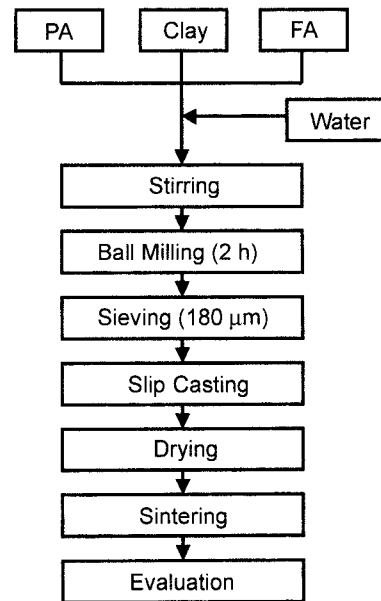 PA
Clay
FA
Water
Stirring
Ball Milling (2 h)
Sieving (180 μm)
Slip Casting
Drying
Sintering
Evaluation